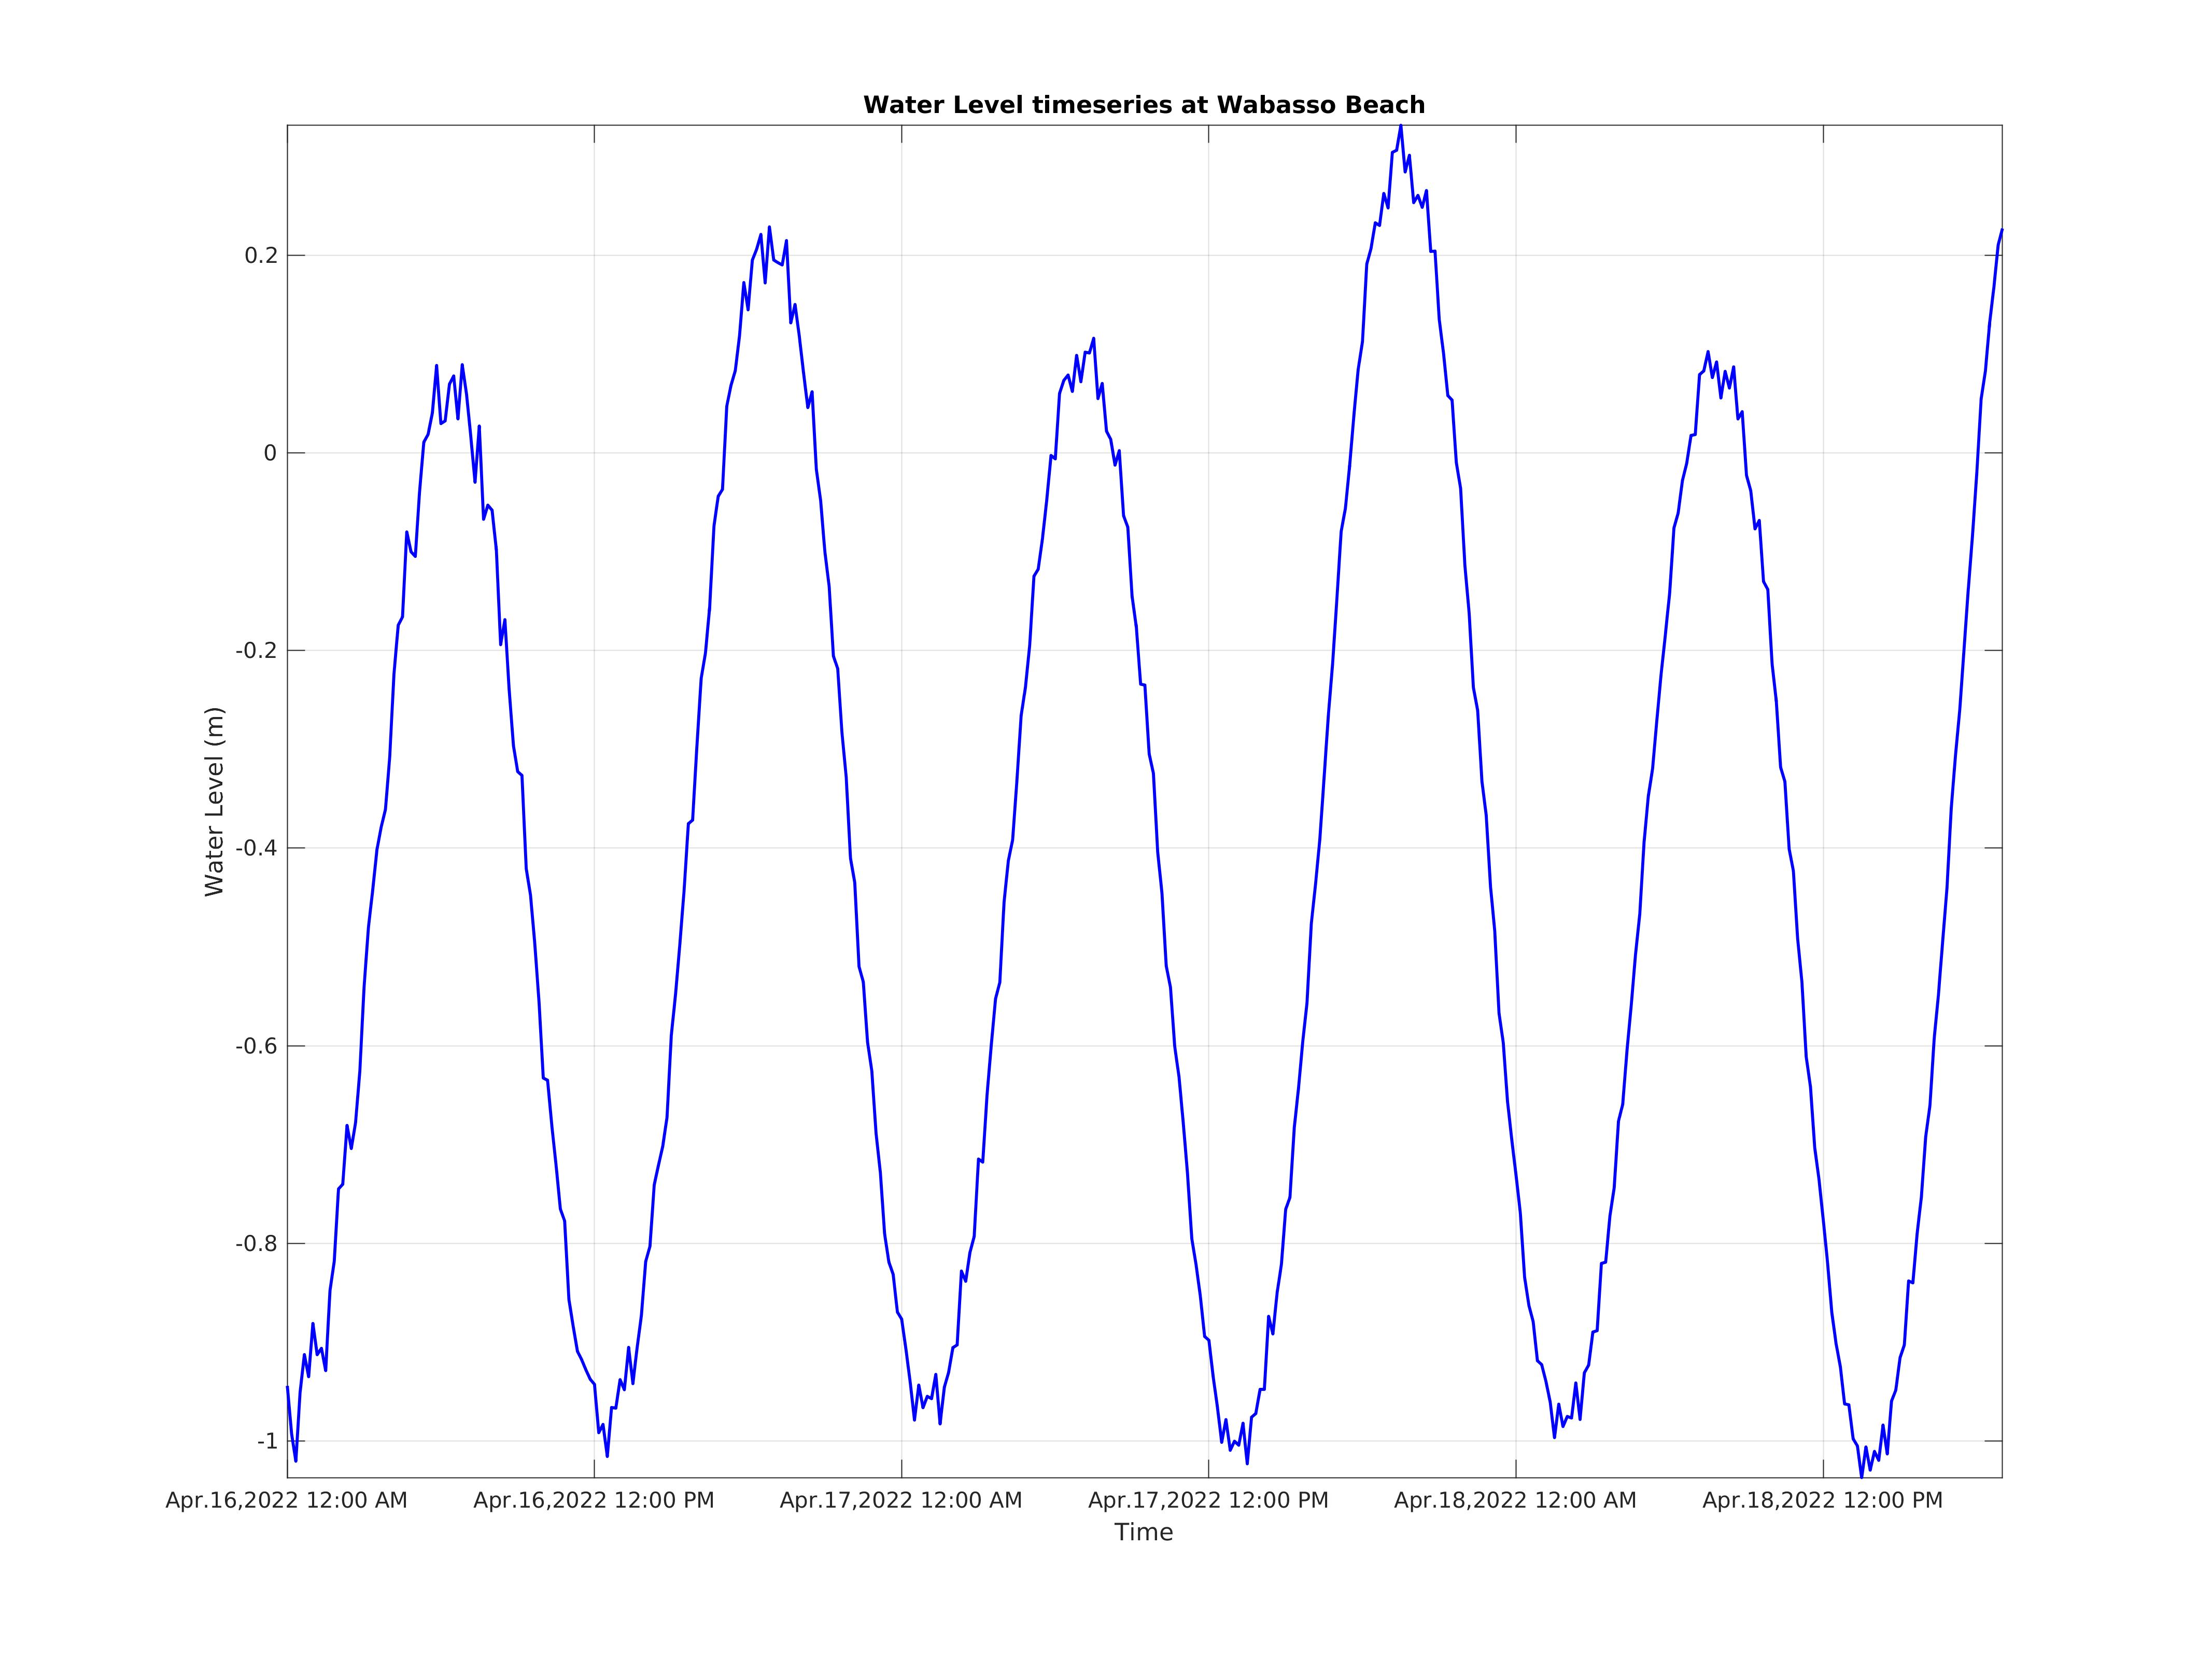 Water Level timeseries at Wabasso Beach
0.2
0
-0.2
-0.4
-0.6
-0.8
-1
Water Level (m)
Apr.16,2022 12:00 AM Apr.16,2022 12:00 PM Apr.17,2022 12:00 AM Apr.17,2022 12:00 PM Apr.18,2022 12:00 AM Apr.18,2022 12:00 PM
Time